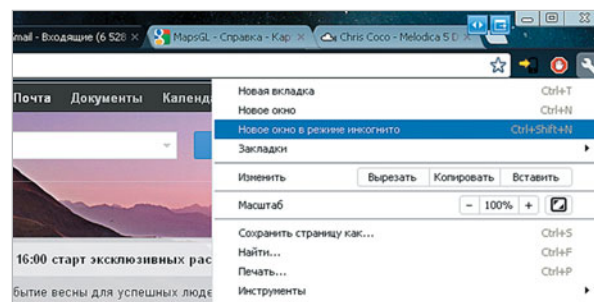 Gmail - Входящие (6 528 ×
MapsGL - Справка - Кар ×
Chris Coco - Melodica 5 D ×
Почта Документы Календ
Новая вкладка Ctrl+T
Новое окно Ctrl+N
Новое окно в режиме инкогнито Ctrl+Shift+N
Закладки
Изменить Вырезать Копировать Вставить
Масштаб - 100% +
Сохранить страницу как... Ctrl+S
16:00 старт эксклюзивных рас
Найти... Ctrl+F
Печать... Ctrl+P
бытие весны для успешных люде
Инструменты